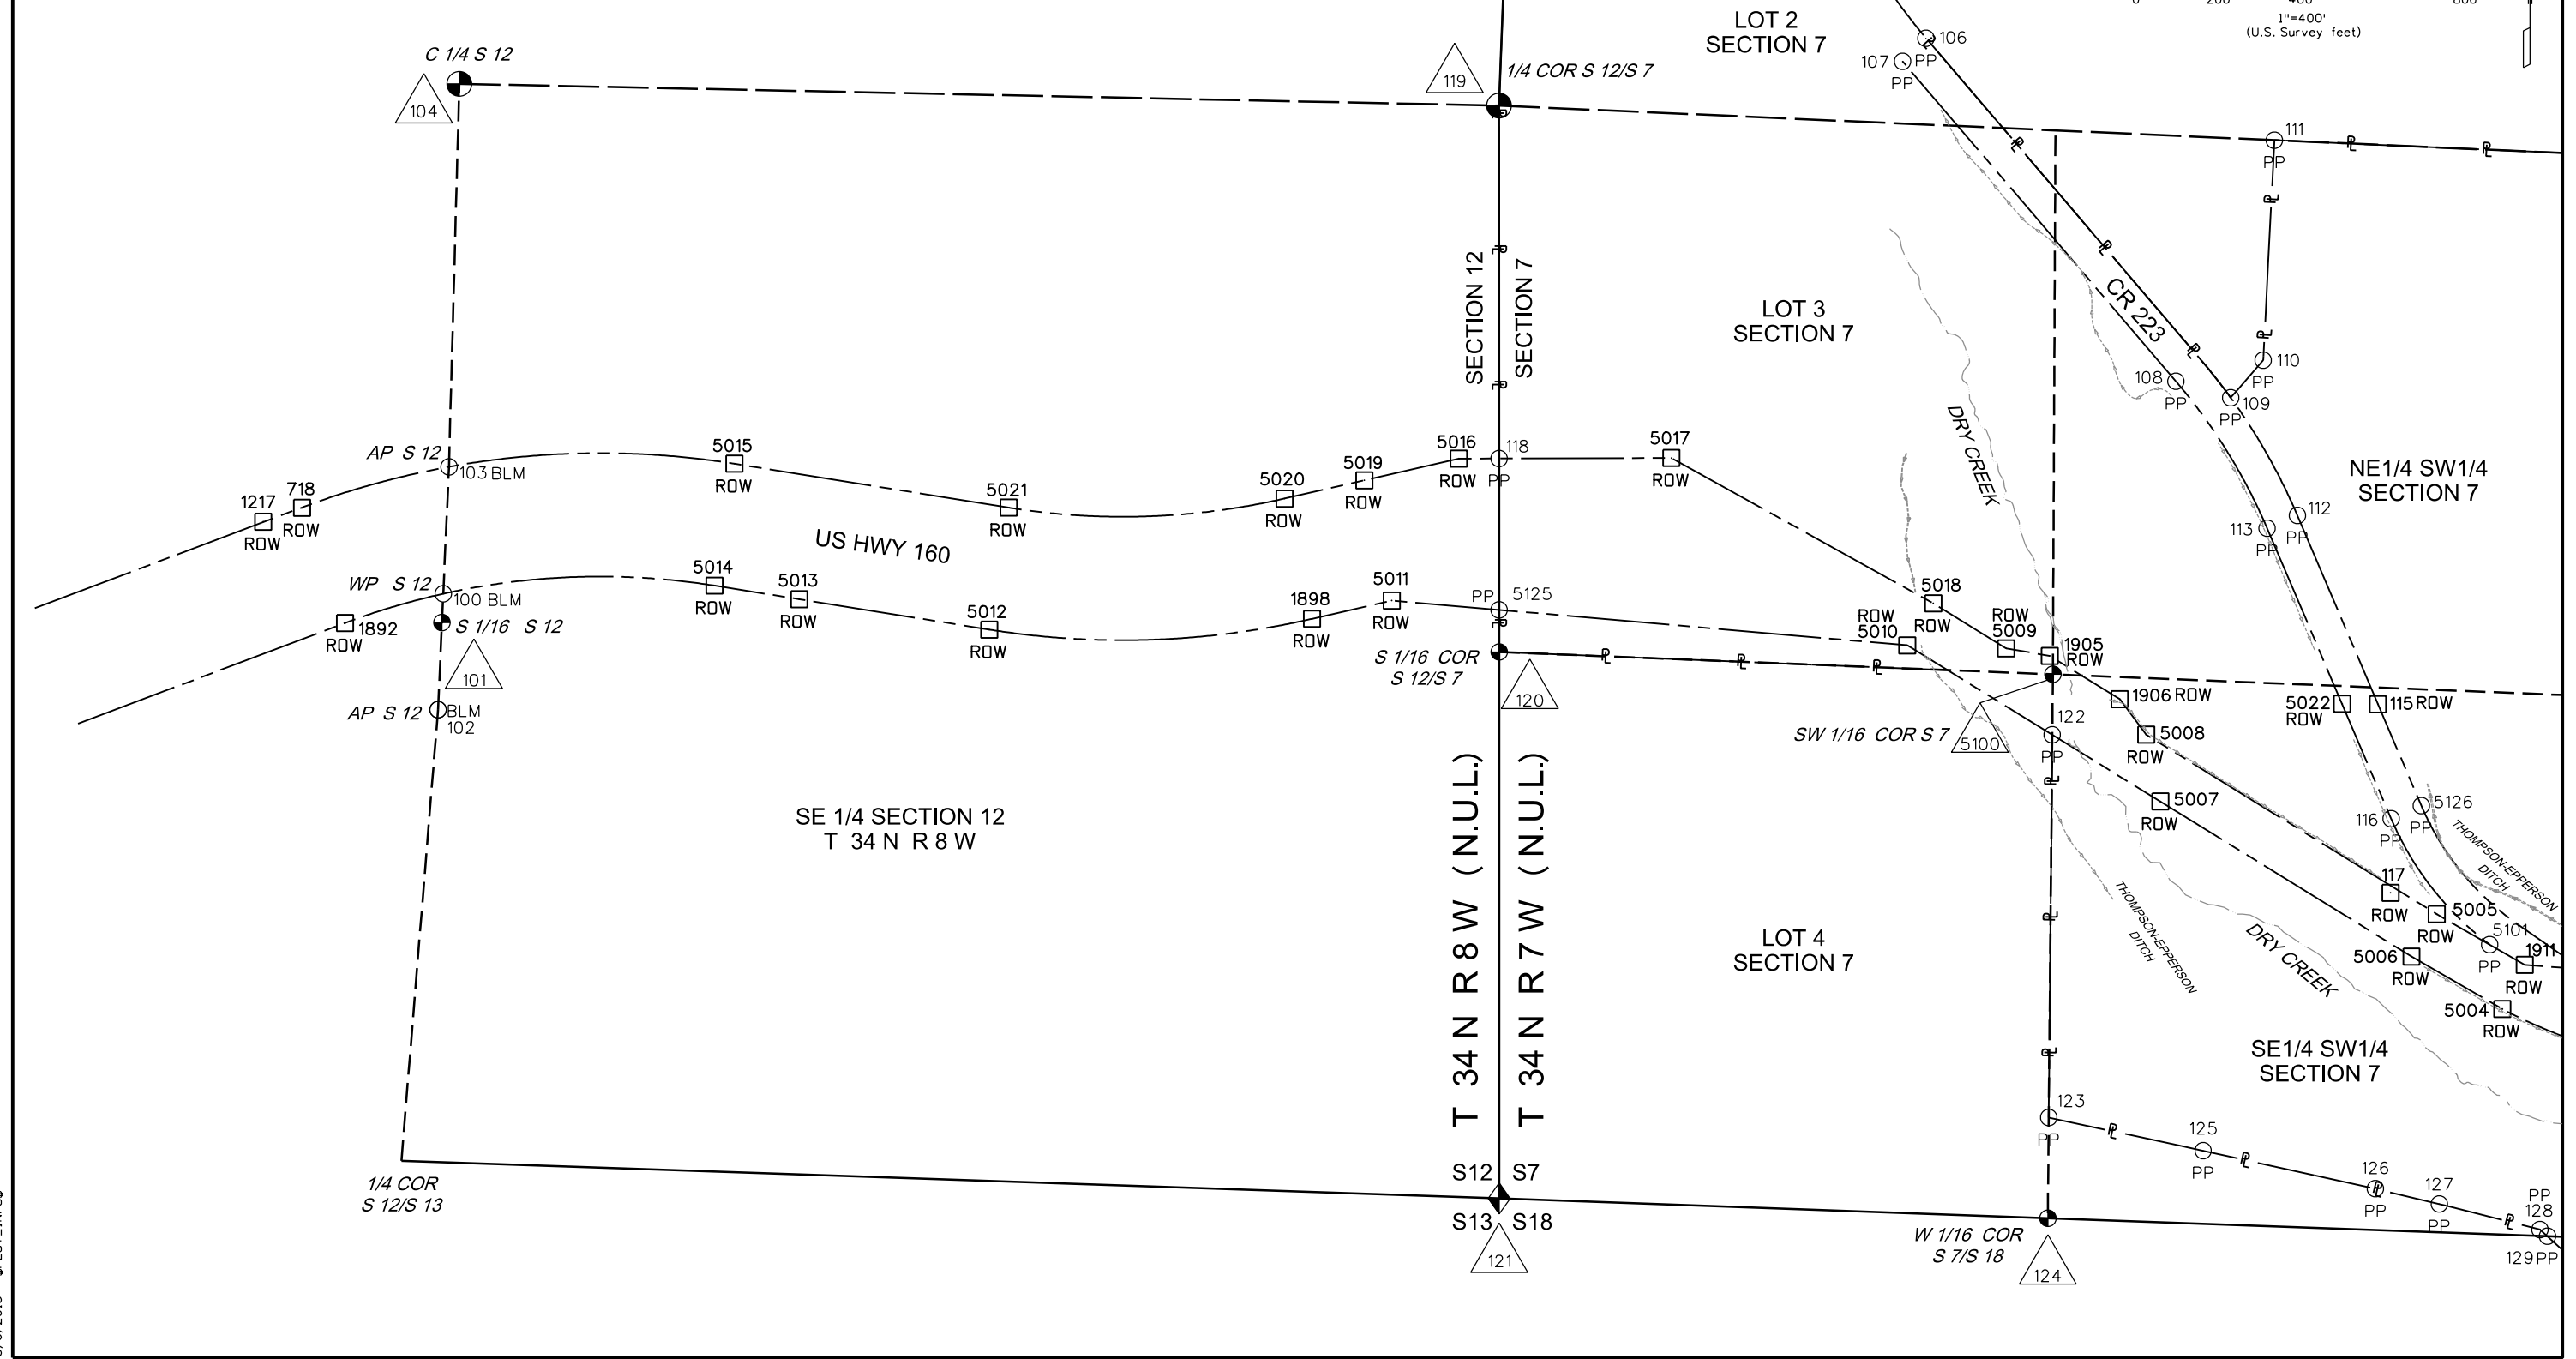 0 200 400 800
1"=400'
(U.S. Survey feet)
C 1/4 S 12
104
119
1/4 COR S 12/S 7
LOT 2
SECTION 7
106
PP
107
PP
111
PP
SECTION 12
SECTION 7
LOT 3
SECTION 7
CR 223
110
PP
108
PP
109
PP
DRY CREEK
NE1/4 SW1/4
SECTION 7
112
PP
113
PP
AP S 12
103 BLM
5015
ROW
5016
ROW
118
PP
5017
ROW
5019
ROW
5020
ROW
5021
ROW
718
ROW
1217
ROW
US HWY 160
WP S 12
100 BLM
S 1/16 S 12
1892
ROW
101
AP S 12
BLM
102
5014
ROW
5013
ROW
5012
ROW
1898
ROW
5011
ROW
PP
5125
5018
ROW
ROW
5010
ROW
5009
1905
ROW
S 1/16 COR
S 12/S 7
120
SW 1/16 COR S 7
5100
122
PP
1906 ROW
5008
ROW
5022
ROW
115 ROW
5007
ROW
116
PP
5126
PP
THOMPSON-EPPERSON
DITCH
SE 1/4 SECTION 12
T 34 N R 8 W
T 34 N R 8 W (N.U.L.)
T 34 N R 7 W (N.U.L.)
LOT 4
SECTION 7
THOMPSON-EPPERSON
DITCH
117
ROW
5005
ROW
5101
PP
1911
ROW
5006
ROW
5004
ROW
DRY CREEK
SE1/4 SW1/4
SECTION 7
123
PP
125
PP
126
PP
127
PP
PP
128
129 PP
1/4 COR
S 12/S 13
S12
S7
S13
S18
121
W 1/16 COR
S 7/S 18
124